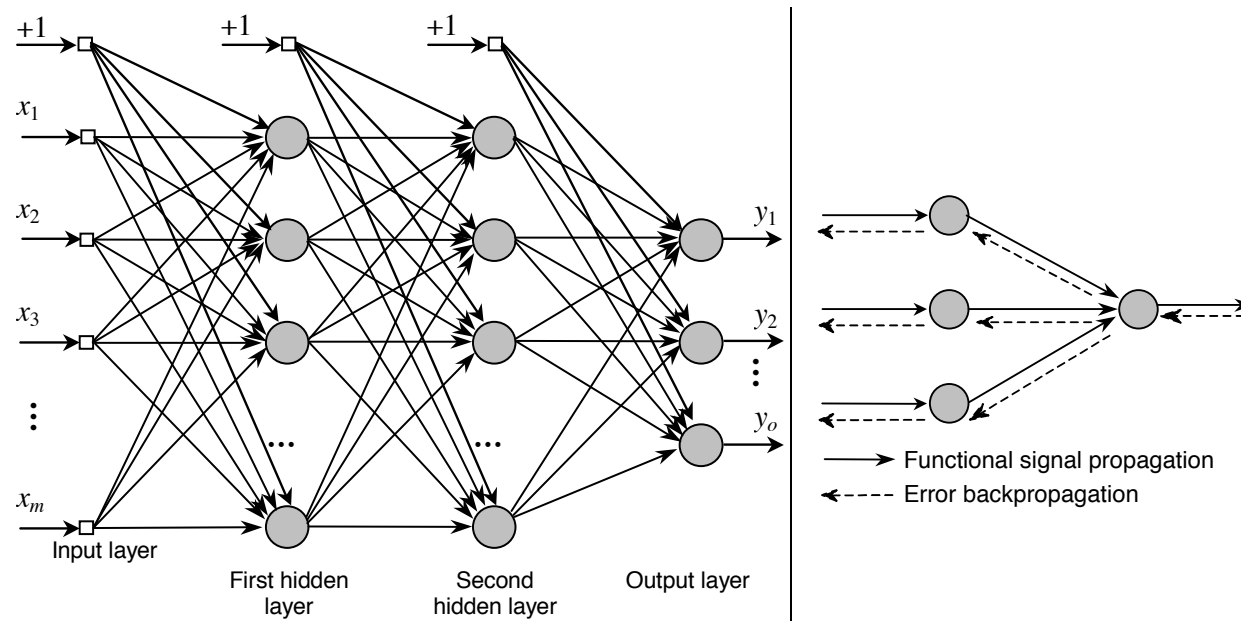 +1
+1
+1
x1
x2
x3
...
xm
...
...
y1
y2
...
yo
Input layer
First hidden
layer
Second
hidden layer
Output layer
Functional signal propagation
Error backpropagation